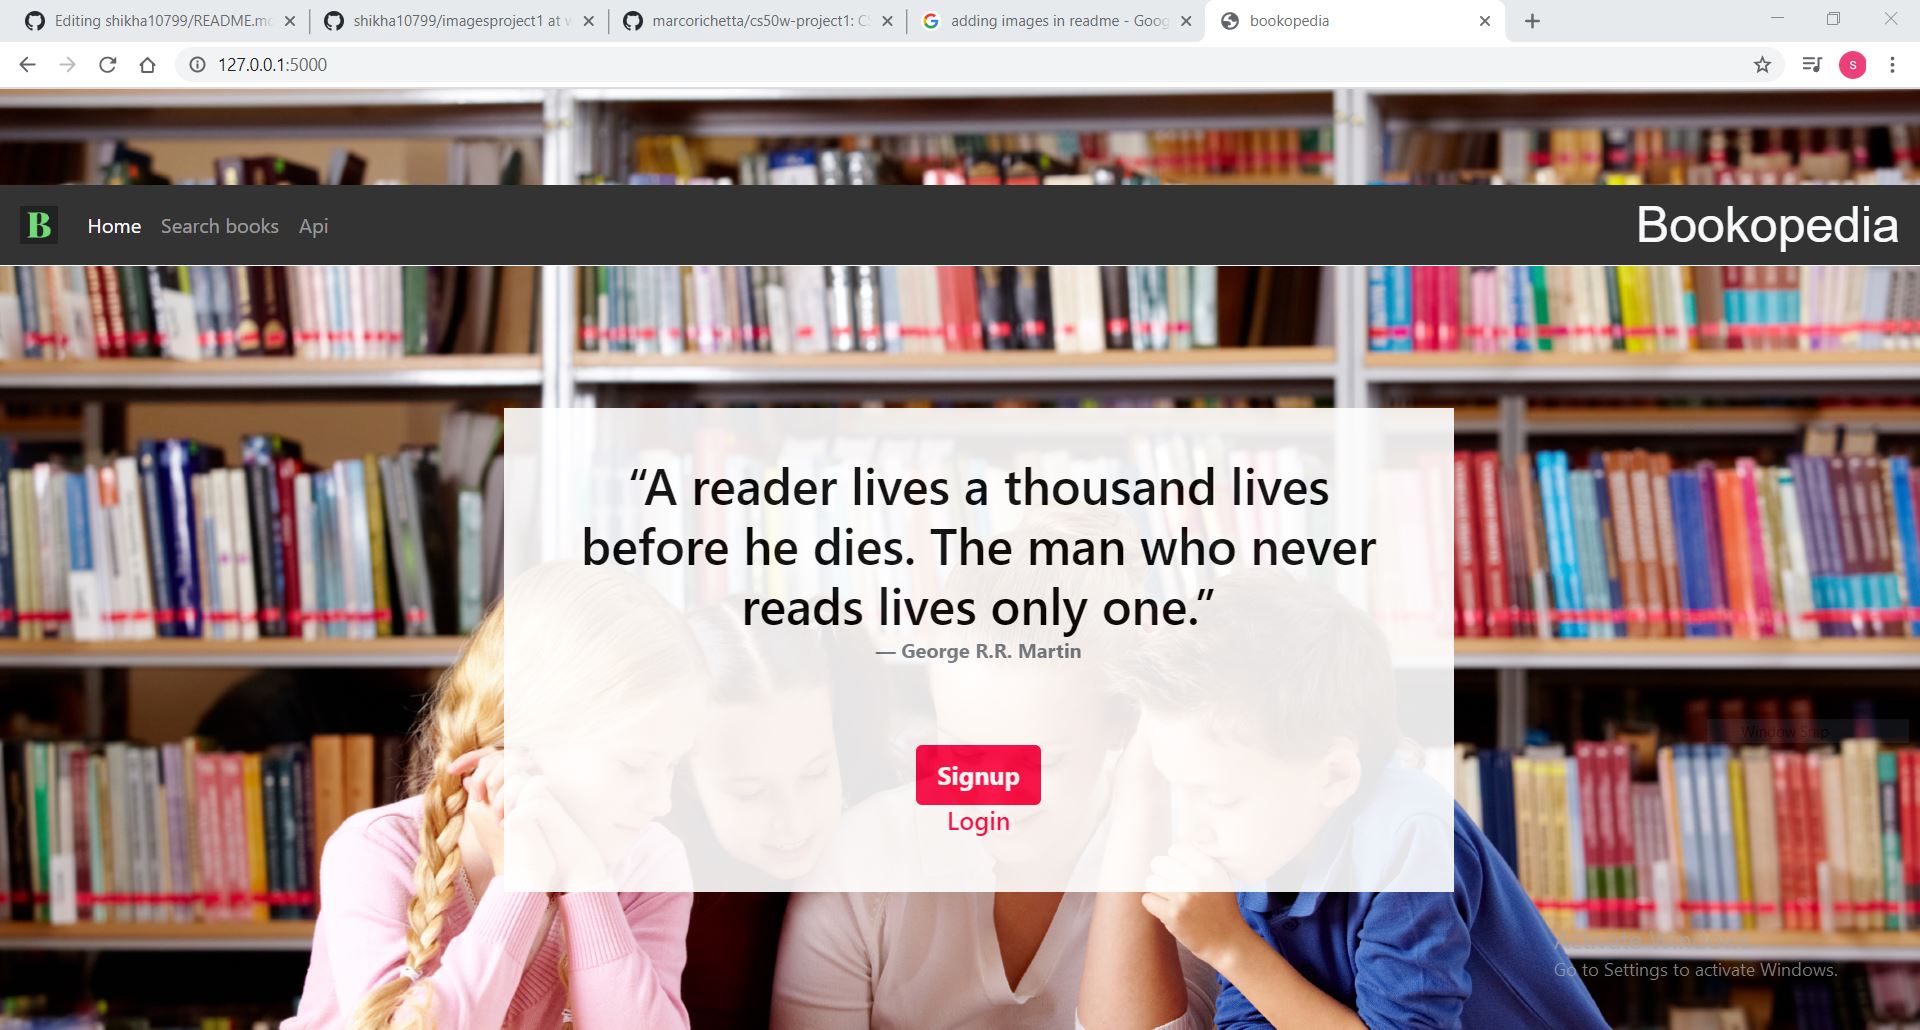 Editing shikha10799/README.m
shikha10799/imagesproject1 at w
marcorichetta/cs50w-project1: CS
adding images in readme - Goog
bookopedia
127.0.0.1:5000
s
B
Home
Search books
Api
Bookopedia
“A reader lives a thousand lives
before he dies. The man who never
reads lives only one.”
— George R.R. Martin
Signup
Login
Window Snip
Activate Windows
Go to Settings to activate Windows.